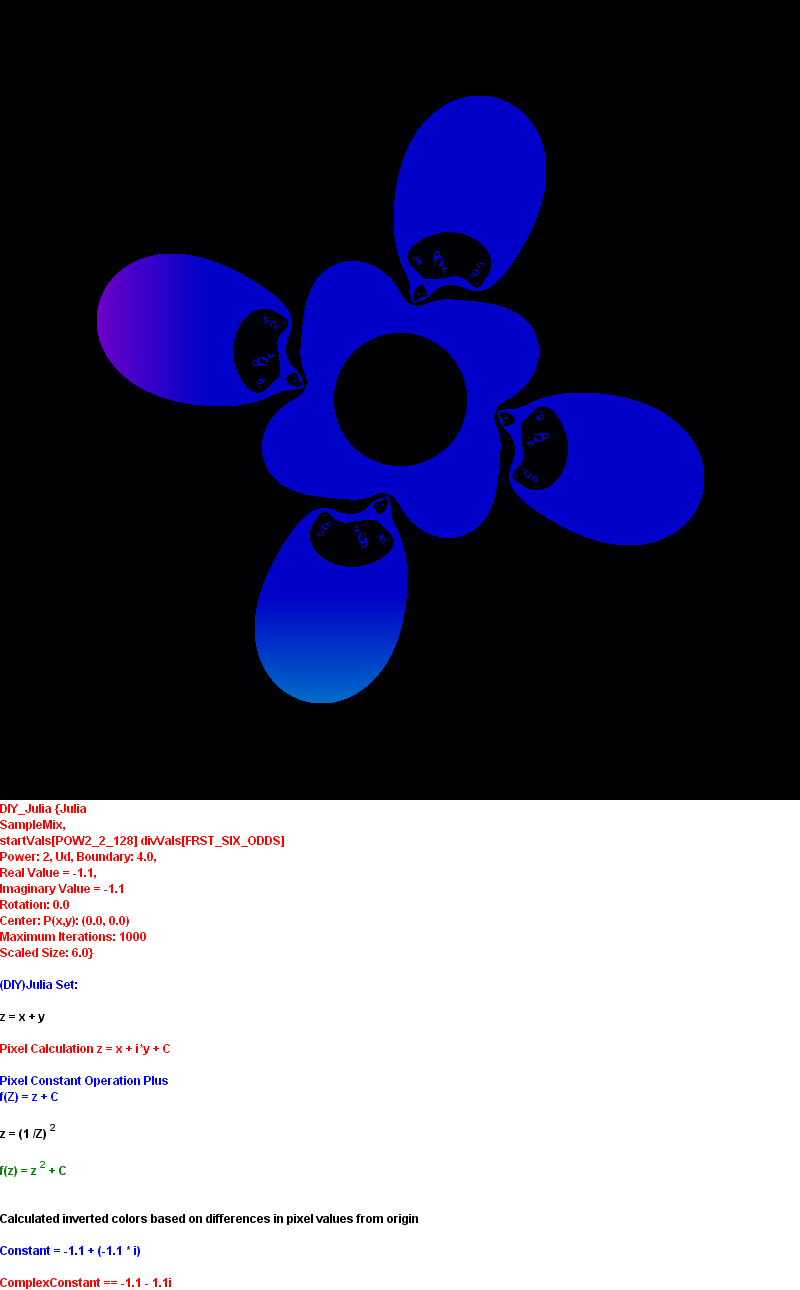 DIY_Julia {Julia
SampleMix,
startVals[POW2_2_128] divVals[FRST_SIX_ODDS]
Power: 2, Ud, Boundary: 4.0,
Real Value = -1.1,
Imaginary Value = -1.1
Rotation: 0.0
Center: P(x,y): (0.0, 0.0)
Maximum Iterations: 1000
Scaled Size: 6.0}
(DIY)Julia Set:
z = x + y
Pixel Calculation z = x + i*y + C
Pixel Constant Operation Plus
f(Z) = z + C
z = (1 /Z) ²
f(z) = z ² + C
Calculated inverted colors based on differences in pixel values from origin
Constant = -1.1 + (-1.1 * i)
ComplexConstant == -1.1 - 1.1i